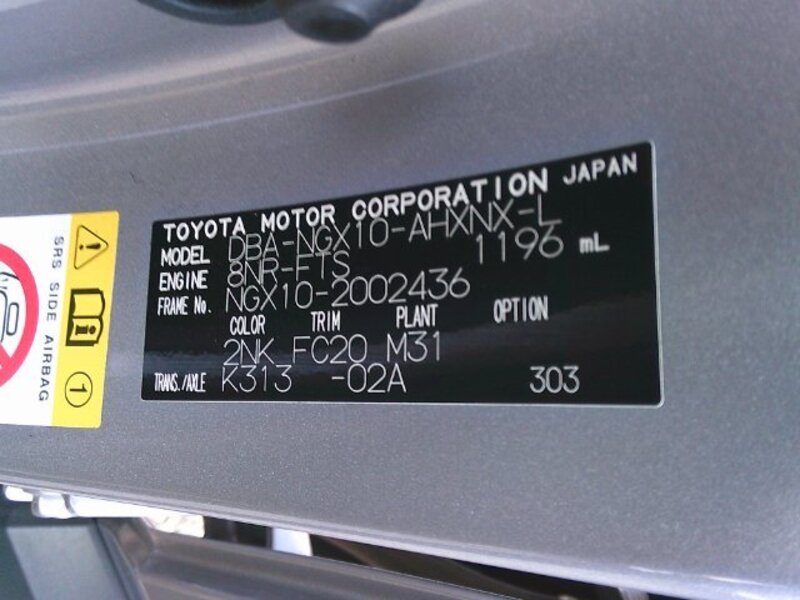 TOYOTA MOTOR CORPORATION JAPAN
MODEL DBA-NGX10-AHXNX-L
ENGINE 8NR-FTS 1196 mL
FRAME No. NGX10-2002436
COLOR TRIM PLANT OPTION
2NK FC20 M31
TRANS./AXLE K313 -02A 303
SRS SIDE AIRBAG
1